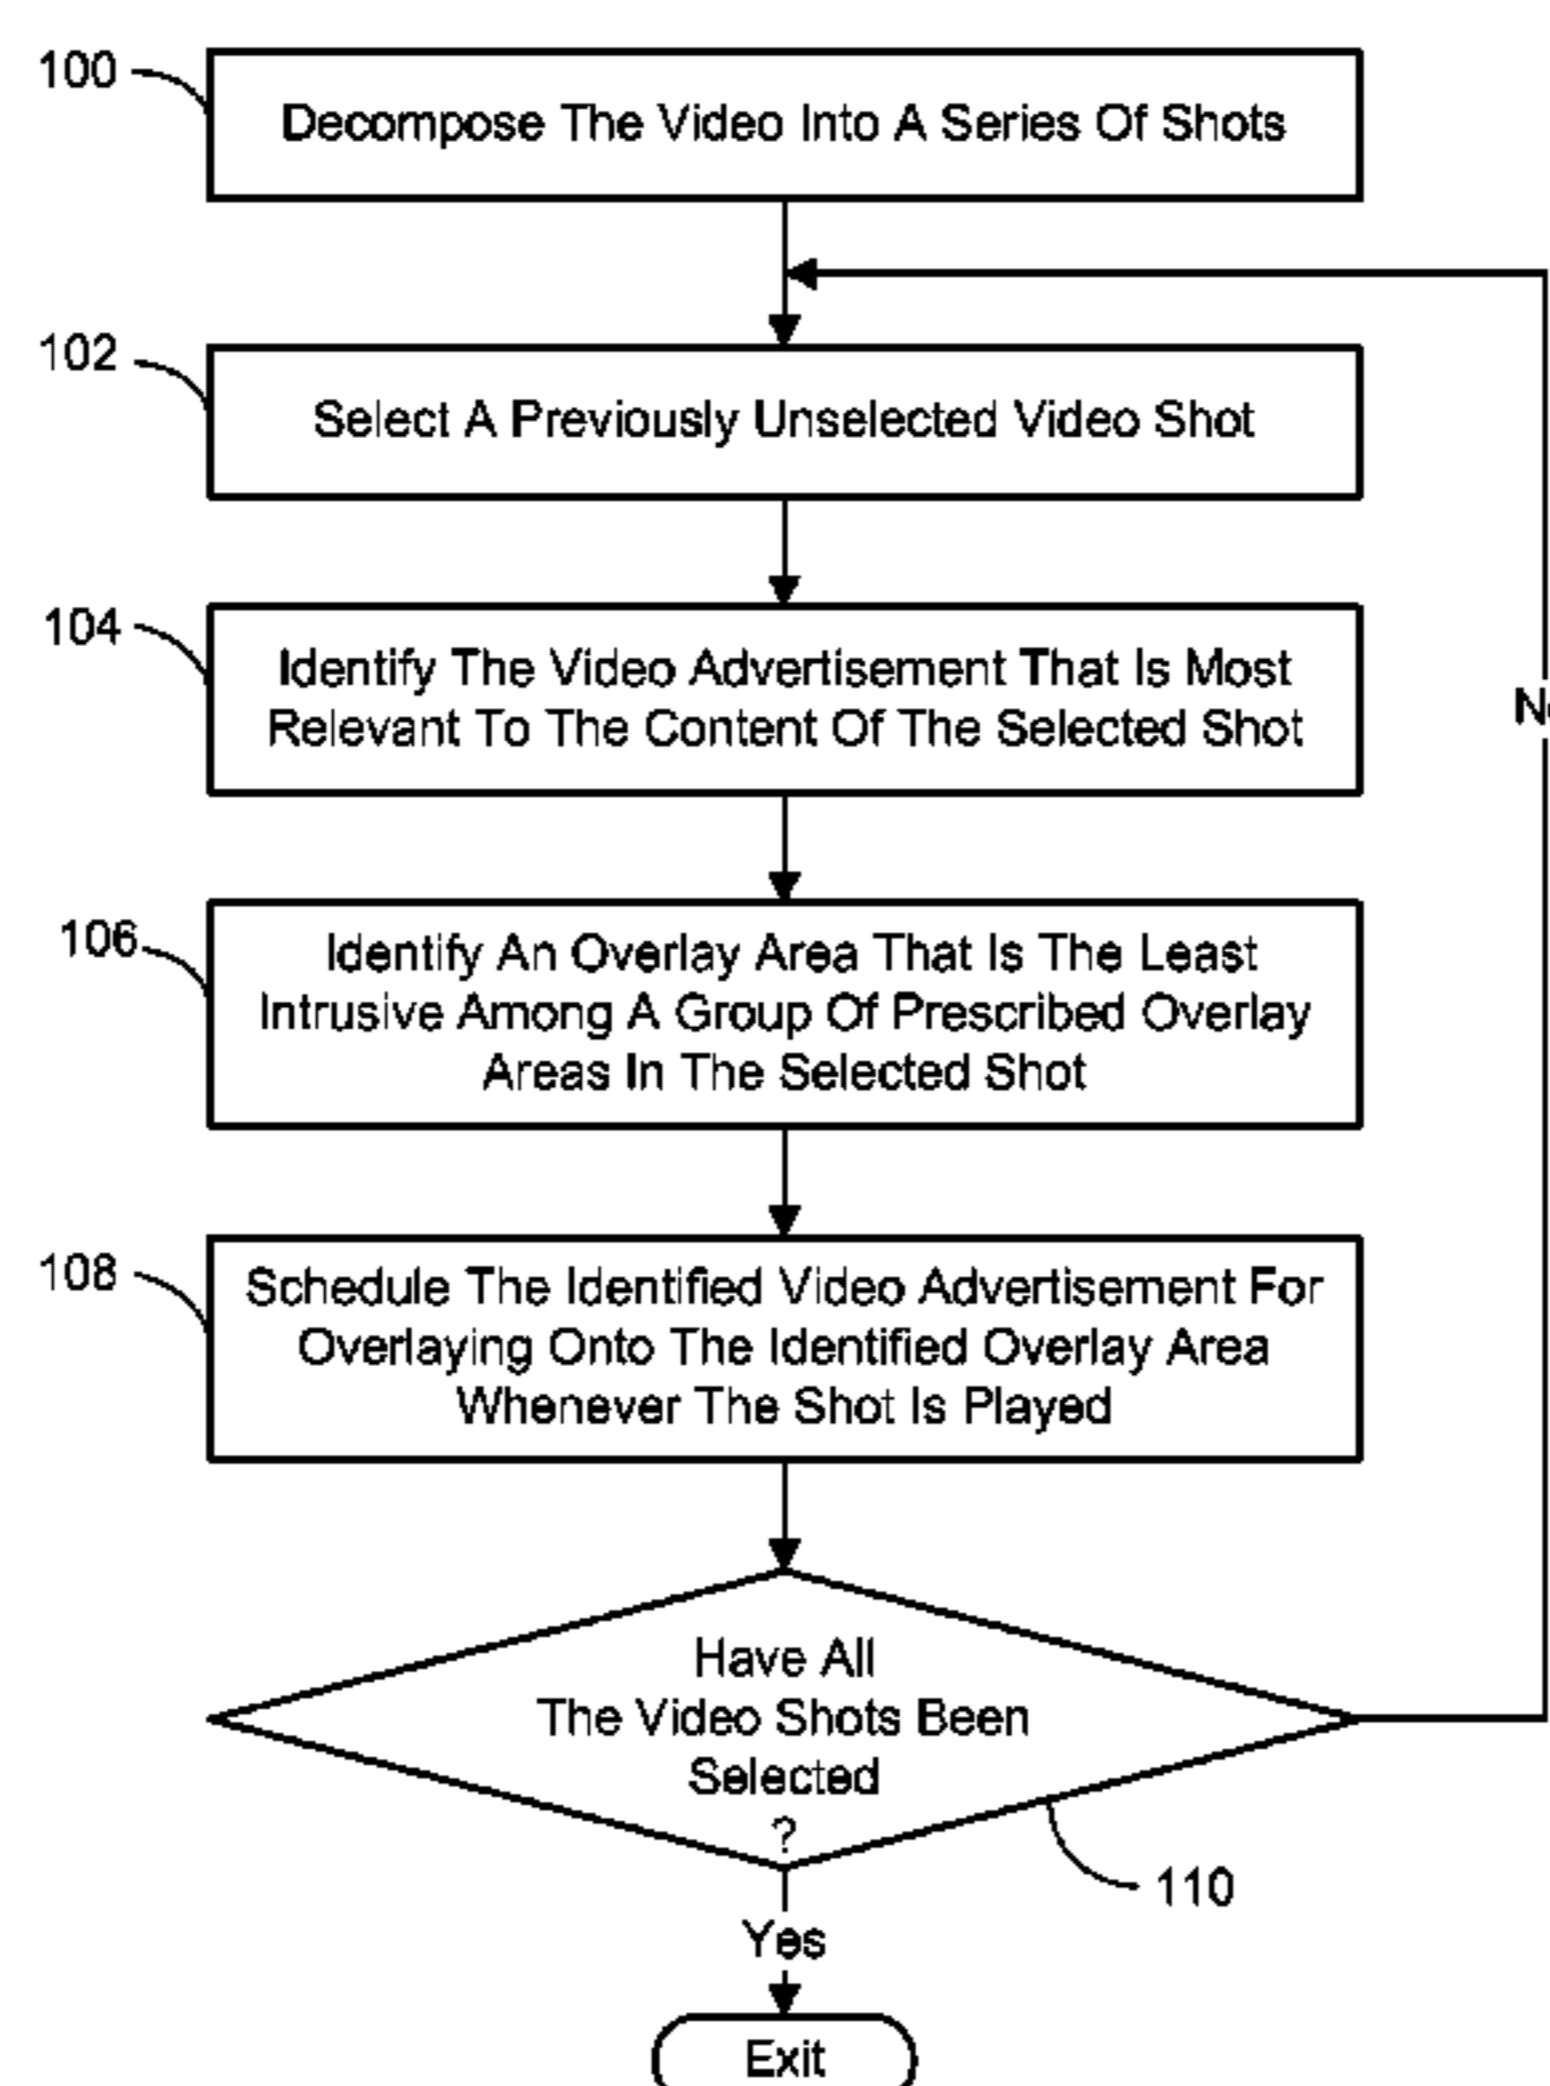 100
Decompose The Video Into A Series Of Shots
102
Select A Previously Unselected Video Shot
104
Identify The Video Advertisement That Is Most
Relevant To The Content Of The Selected Shot
106
Identify An Overlay Area That Is The Least
Intrusive Among A Group Of Prescribed Overlay
Areas In The Selected Shot
108
Schedule The Identified Video Advertisement For
Overlaying Onto The Identified Overlay Area
Whenever The Shot Is Played
Have All
The Video Shots Been
Selected
?
110
Yes
Exit